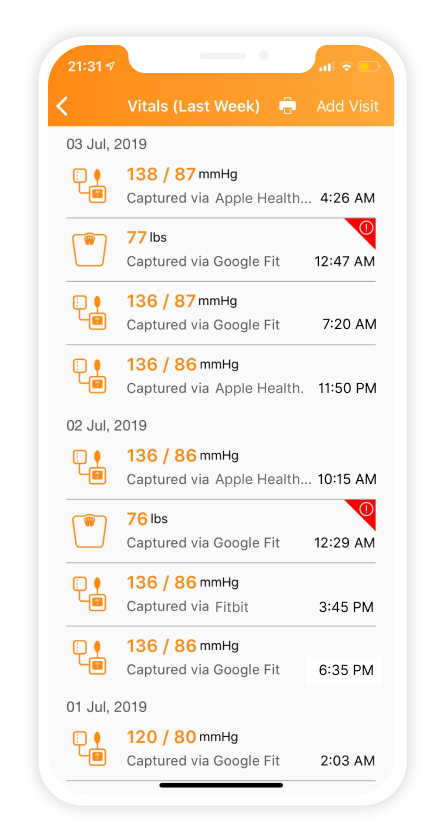 21:31
Vitals (Last Week) Add Visit
03 Jul, 2019
138 / 87 mmHg
Captured via Apple Health... 4:26 AM
77 lbs
Captured via Google Fit 12:47 AM
136 / 87 mmHg
Captured via Google Fit 7:20 AM
136 / 86 mmHg
Captured via Apple Health. 11:50 PM
02 Jul, 2019
136 / 86 mmHg
Captured via Apple Health... 10:15 AM
76 lbs
Captured via Google Fit 12:29 AM
136 / 86 mmHg
Captured via Fitbit 3:45 PM
136 / 86 mmHg
Captured via Google Fit 6:35 PM
01 Jul, 2019
120 / 80 mmHg
Captured via Google Fit 2:03 AM